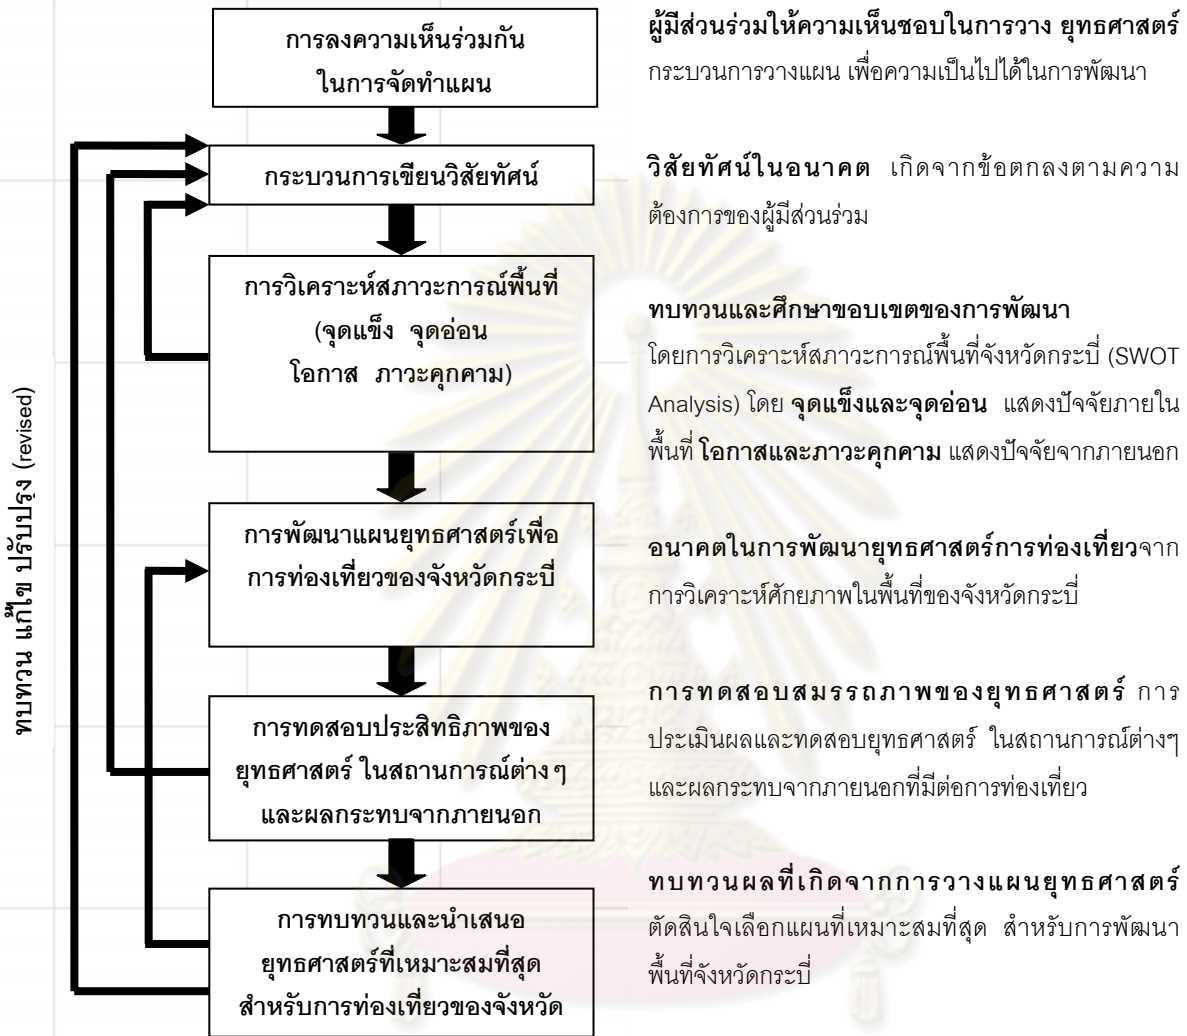 การลงความเห็นร่วมกัน
ในการจัดทำแผน
ผู้มีส่วนร่วมให้ความเห็นชอบในการวาง ยุทธศาสตร์
กระบวนการวางแผน เพื่อความเป็นไปได้ในการพัฒนา
กระบวนการเขียนวิสัยทัศน์
วิสัยทัศน์ในอนาคต เกิดจากข้อตกลงตามความ
ต้องการของผู้มีส่วนร่วม
การวิเคราะห์สภาวะการณ์พื้นที่
(จุดแข็ง จุดอ่อน
โอกาส ภาวะคุกคาม)
ทบทวนและศึกษาขอบเขตของการพัฒนา
โดยการวิเคราะห์สภาวะการณ์พื้นที่จังหวัดกระบี่ (SWOT
Analysis) โดย จุดแข็งและจุดอ่อน แสดงปัจจัยภายใน
พื้นที่ โอกาสและภาวะคุกคาม แสดงปัจจัยจากภายนอก
ทบทวน แก้ไข ปรับปรุง (revised)
การพัฒนาแผนยุทธศาสตร์เพื่อ
การท่องเที่ยวของจังหวัดกระบี่
อนาคตในการพัฒนายุทธศาสตร์การท่องเที่ยวจาก
การวิเคราะห์ศักยภาพในพื้นที่ของจังหวัดกระบี่
การทดสอบประสิทธิภาพของ
ยุทธศาสตร์ ในสถานการณ์ต่าง ๆ
และผลกระทบจากภายนอก
การทดสอบสมรรถภาพของยุทธศาสตร์ การ
ประเมินผลและทดสอบยุทธศาสตร์ ในสถานการณ์ต่างๆ
และผลกระทบจากภายนอกที่มีต่อการท่องเที่ยว
การทบทวนและนำเสนอ
ยุทธศาสตร์ที่เหมาะสมที่สุด
สำหรับการท่องเที่ยวของจังหวัด
ทบทวนผลที่เกิดจากการวางแผนยุทธศาสตร์
ตัดสินใจเลือกแผนที่เหมาะสมที่สุด สำหรับการพัฒนา
พื้นที่จังหวัดกระบี่